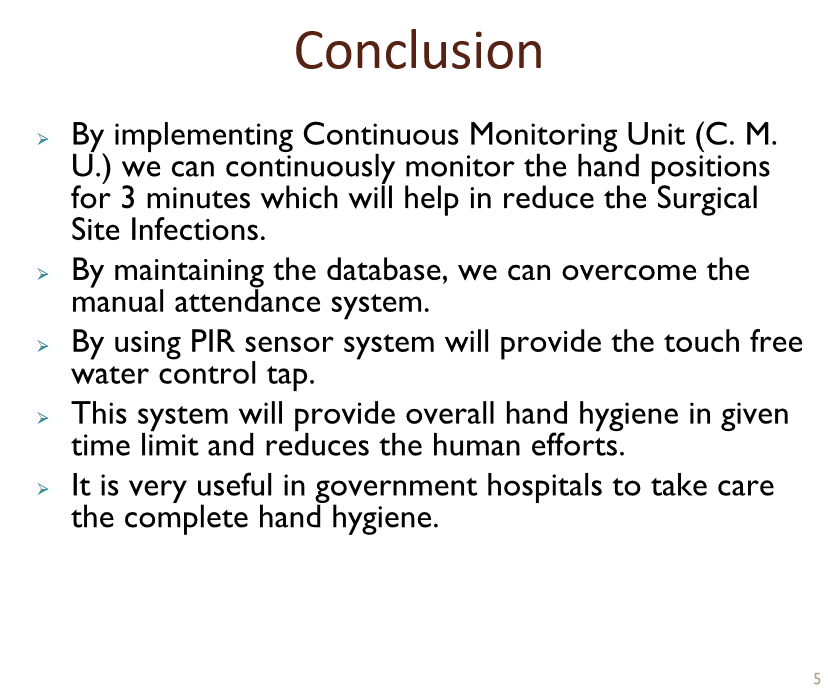 Conclusion
By implementing Continuous Monitoring Unit (C. M.
U.) we can continuously monitor the hand positions
for 3 minutes which will help in reduce the Surgical
Site Infections.
By maintaining the database, we can overcome the
manual attendance system.
By using PIR sensor system will provide the touch free
water control tap.
This system will provide overall hand hygiene in given
time limit and reduces the human efforts.
It is very useful in government hospitals to take care
the complete hand hygiene.
5